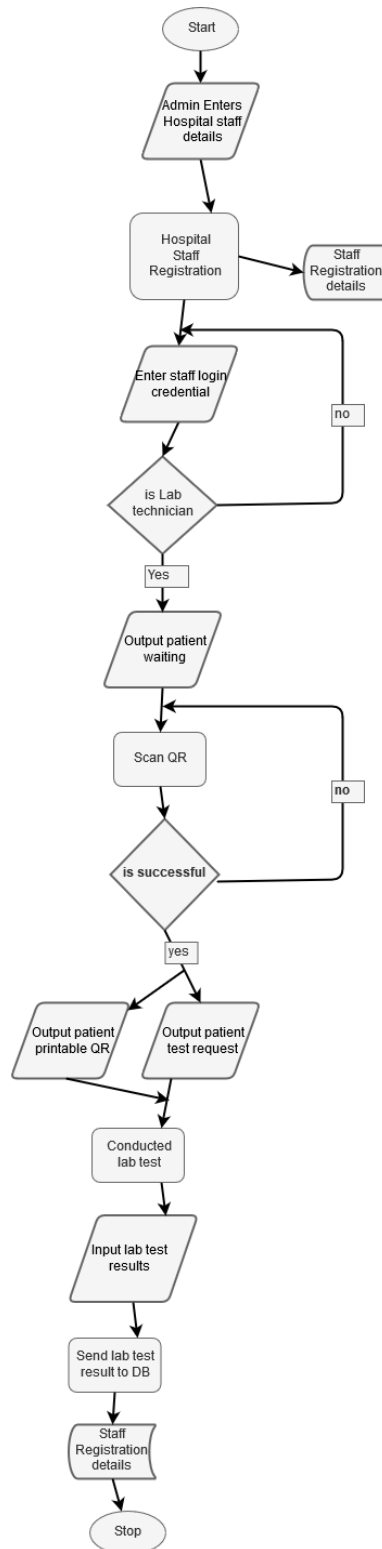 Start
Admin Enters
Hospital staff
details
Hospital
Staff
Registration
Staff
Registration
details
Enter staff login
credential
no
is Lab
technician
Yes
Output patient
waiting
Scan QR
no
is successful
yes
Output patient
printable QR
Output patient
test request
Conducted
lab test
Input lab test
results
Send lab test
result to DB
Staff
Registration
details
Stop